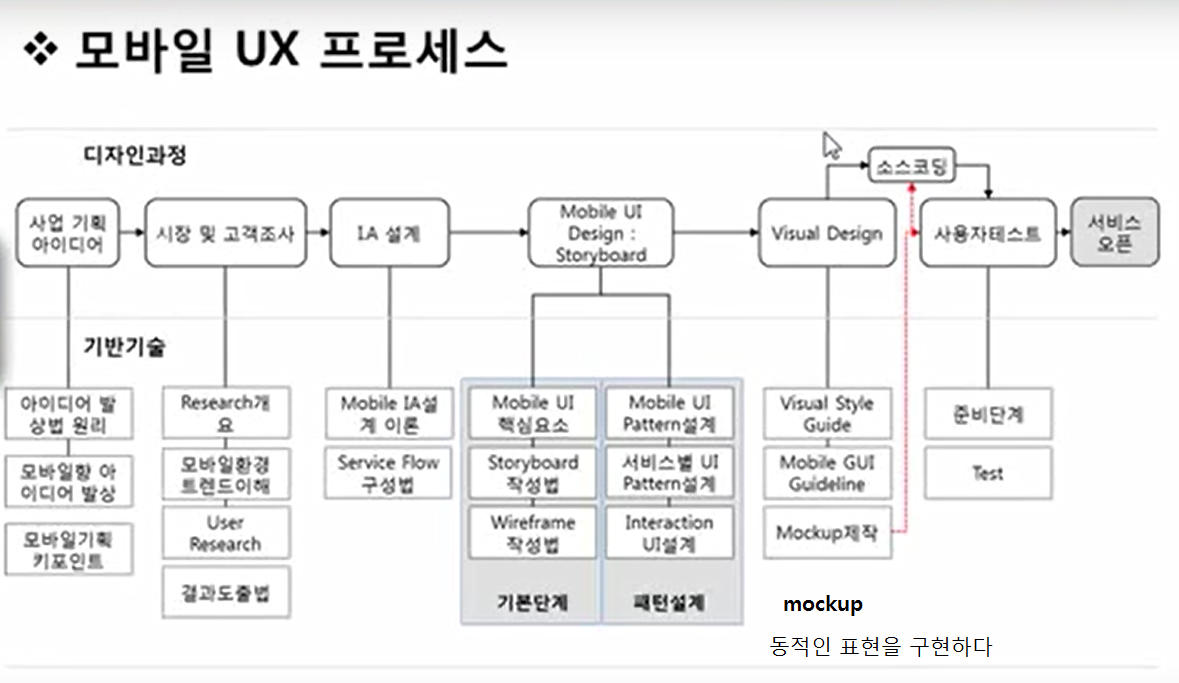 ❖ 모바일 UX 프로세스
디자인과정
소스코딩
사업 기획
아이디어
시장 및 고객조사
IA 설계
Mobile UI
Design :
Storyboard
Visual Design
사용자테스트
서비스
오픈
기반기술
아이디어 발
상법 원리
모바일향 아
이디어 발상
모바일기획
키포인트
Research개
요
모바일환경
트렌드이해
User
Research
결과도출법
Mobile IA설
계 이론
Service Flow
구성법
Mobile UI
핵심요소
Storyboard
작성법
Wireframe
작성법
기본단계
Mobile UI
Pattern설계
서비스별 UI
Pattern설계
Interaction
UI설계
패턴설계
Visual Style
Guide
Mobile GUI
Guideline
Mockup제작
준비단계
Test
mockup
동적인 표현을 구현하다